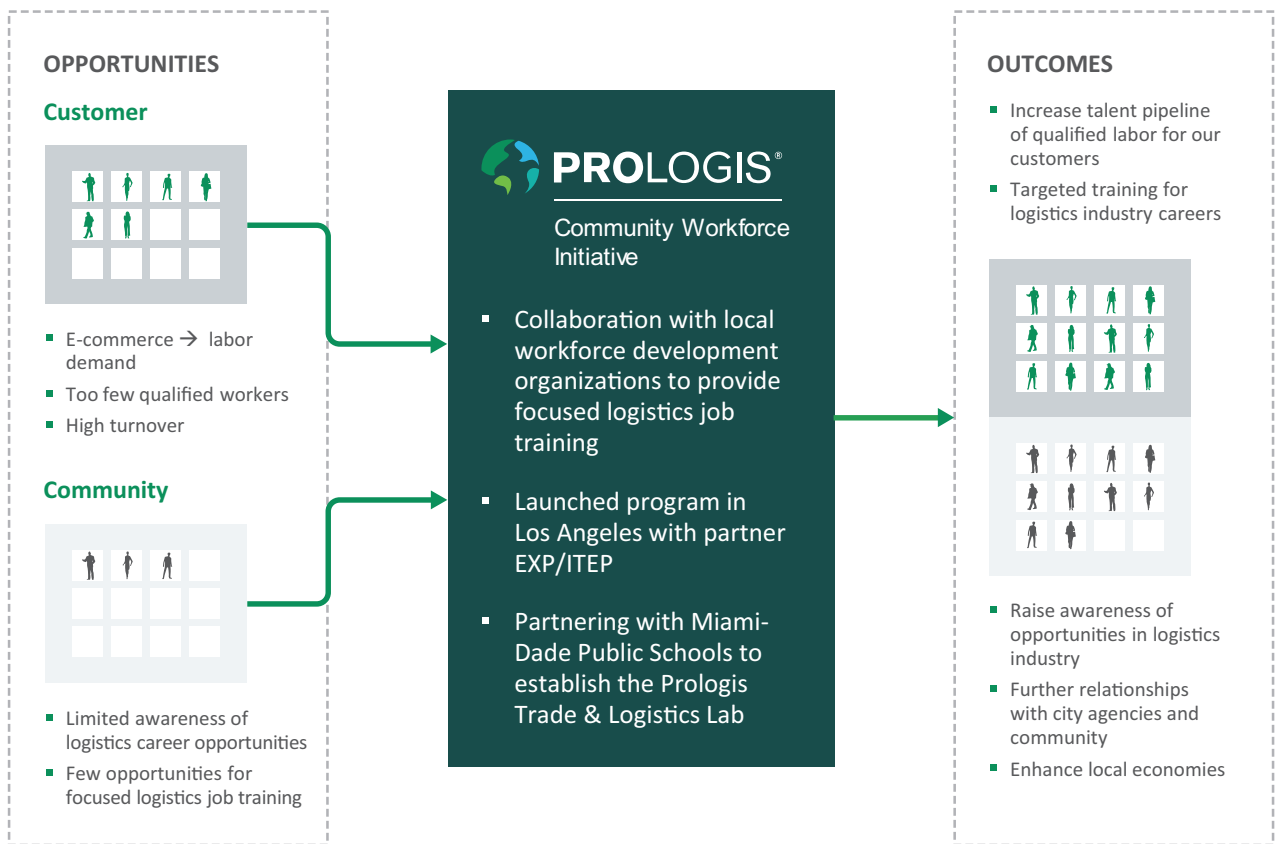 OPPORTUNITIES
Customer
E-commerce → labor
demand
Too few qualified workers
High turnover
Community
Limited awareness of
logistics career opportunities
Few opportunities for
focused logistics job training
PROLOGIS®
Community Workforce
Initiative
Collaboration with local
workforce development
organizations to provide
focused logistics job
training
Launched program in
Los Angeles with partner
EXP/ITEP
Partnering with Miami-
Dade Public Schools to
establish the Prologis
Trade & Logistics Lab
OUTCOMES
Increase talent pipeline
of qualified labor for our
customers
Targeted training for
logistics industry careers
Raise awareness of
opportunities in logistics
industry
Further relationships
with city agencies and
community
Enhance local economies